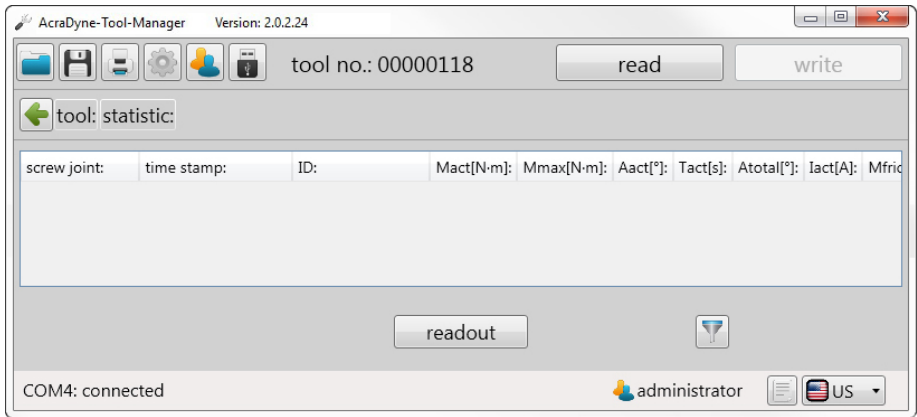 AcraDyne-Tool-Manager Version: 2.0.2.24
tool no.: 00000118 read write
tool: statistic:
screw joint: time stamp: ID: Mact[N·m]: Mmax[N·m]: Aact[°]: Tact[s]: Atotal[°]: Iact[A]: Mfric
readout
COM4: connected administrator US